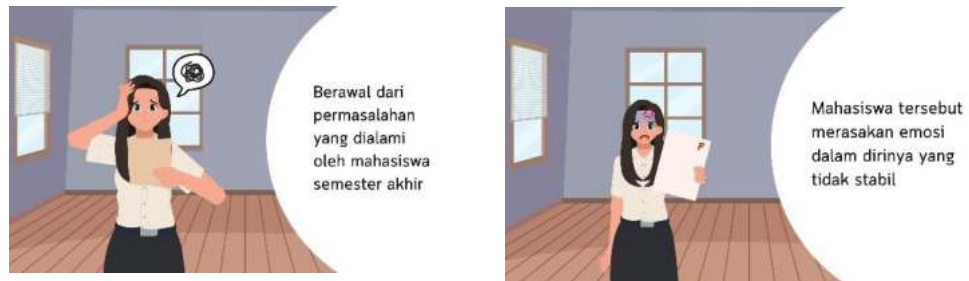 Berawal dari
permasalahan
yang dialami
oleh mahasiswa
semester akhir
Mahasiswa tersebut
merasakan emosi
dalam dirinya yang
tidak stabil